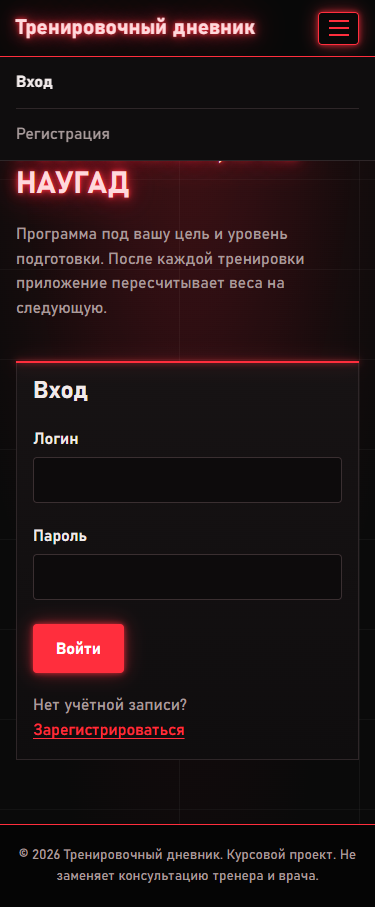 Тренировочный дневник
Вход
Регистрация
НАУГАД
Программа под вашу цель и уровень
подготовки. После каждой тренировки
приложение пересчитывает веса на
следующую.
Вход
Логин
Пароль
Войти
Нет учётной записи?
Зарегистрироваться
© 2026 Тренировочный дневник. Курсовой проект. Не
заменяет консультацию тренера и врача.